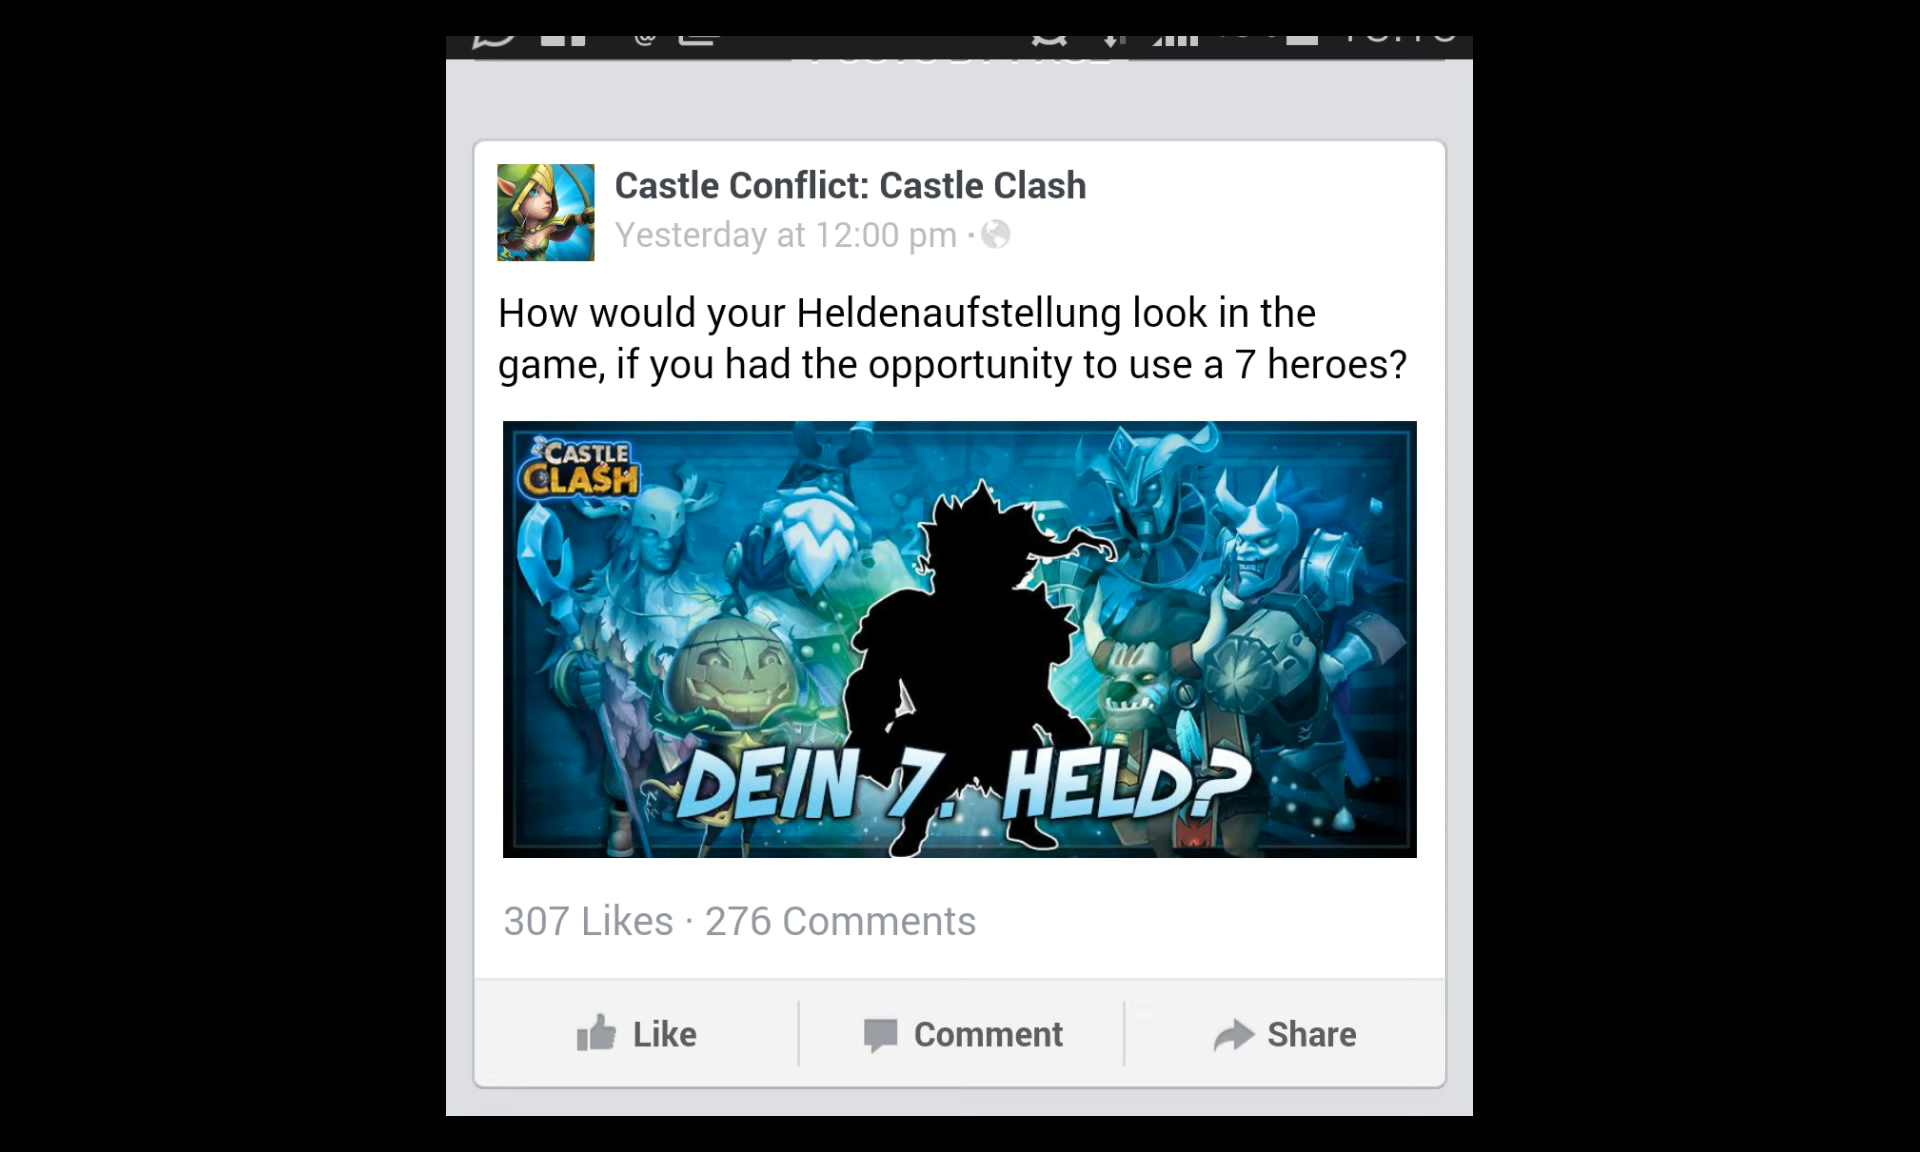 Castle Conflict: Castle Clash
Yesterday at 12:00 pm ·
How would your Heldenaufstellung look in the
game, if you had the opportunity to use a 7 heroes?
CASTLE
CLASH
DEIN 7. HELD?
307 Likes · 276 Comments
Like Comment Share